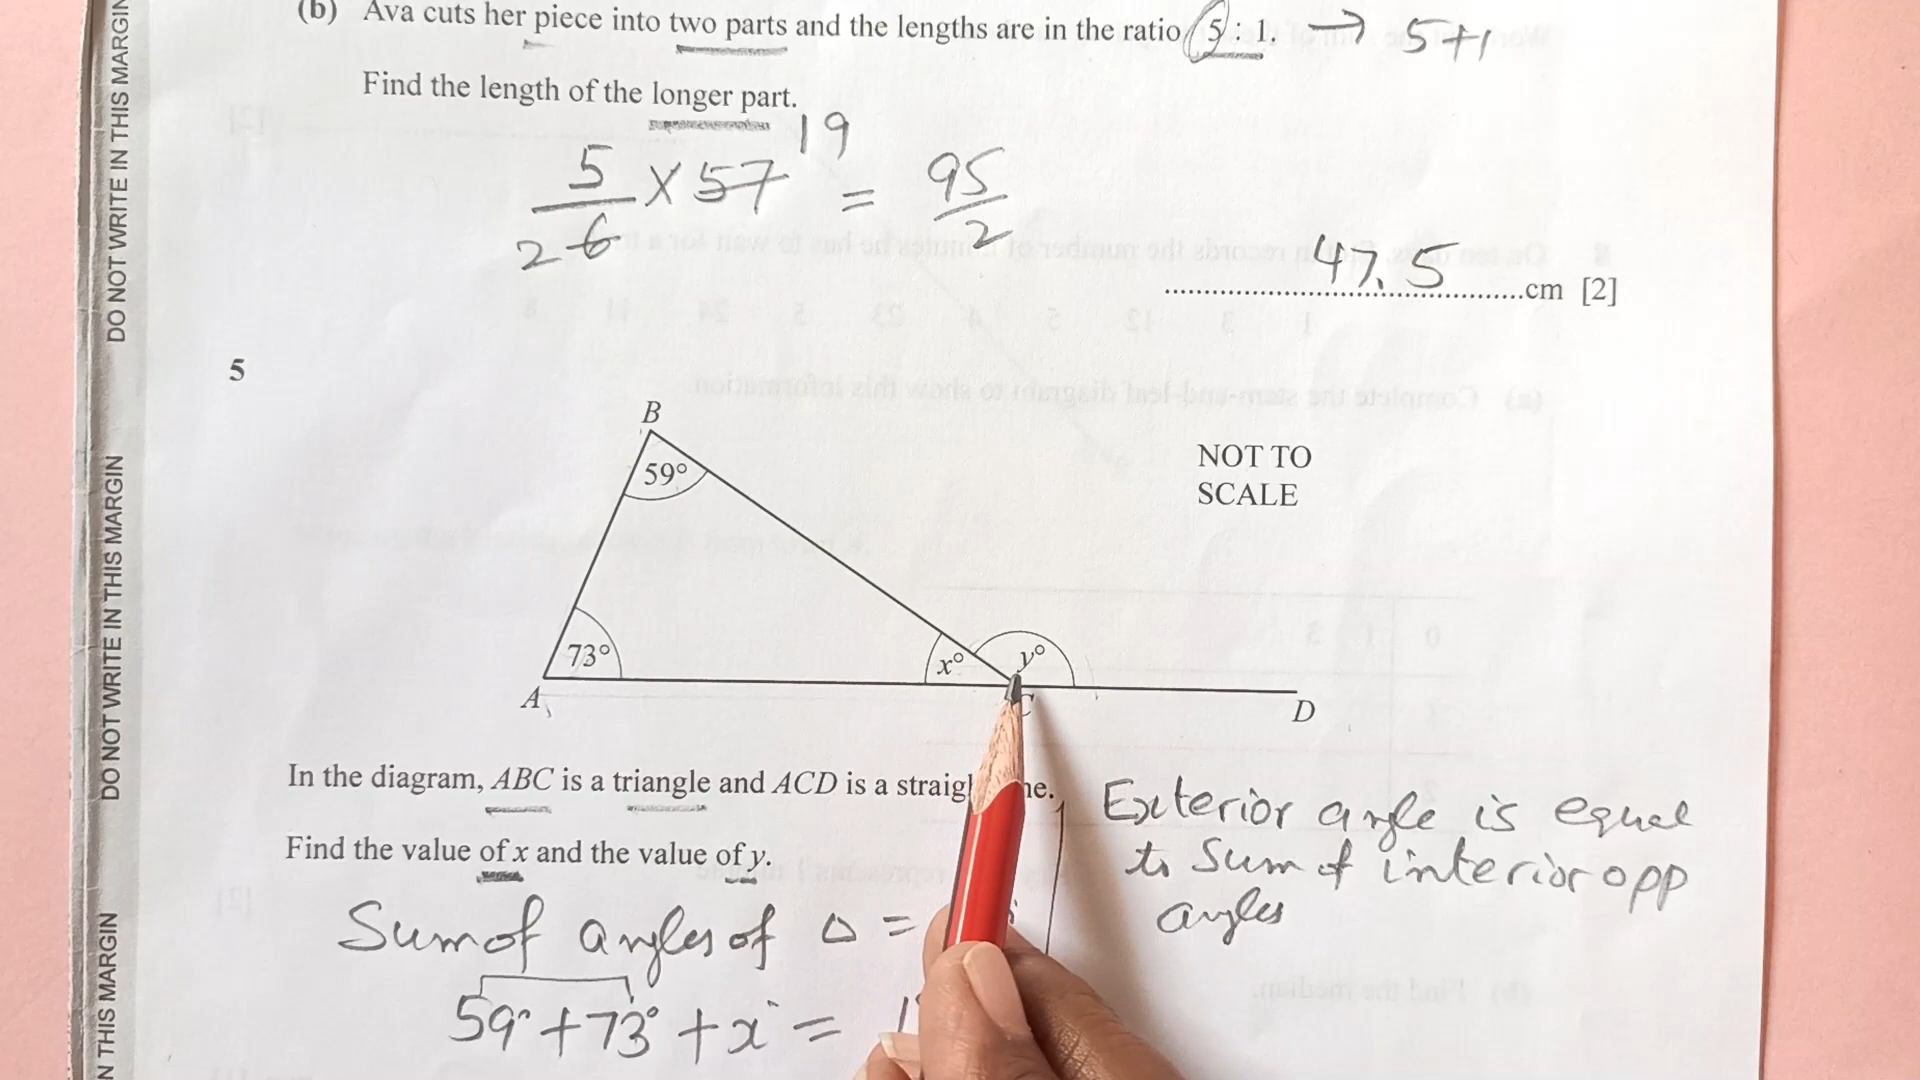 (b) Ava cuts her piece into two parts and the lengths are in the ratio 5 : 1. → 5+1
Find the length of the longer part.
19
5/6 × 57 = 95/2
2
47.5
cm [2]
5
B
59°
NOT TO
SCALE
73°
x°
y°
A
C
D
In the diagram, ABC is a triangle and ACD is a
Find the value of x and the value of y.
Exterior angle is equal
to Sum of interior opp
angles
Sum of angles of Δ =
59° + 73° + x° =
DO NOT WRITE IN THIS MARGIN
DO NOT WRITE IN THIS MARGIN
THIS MARGIN